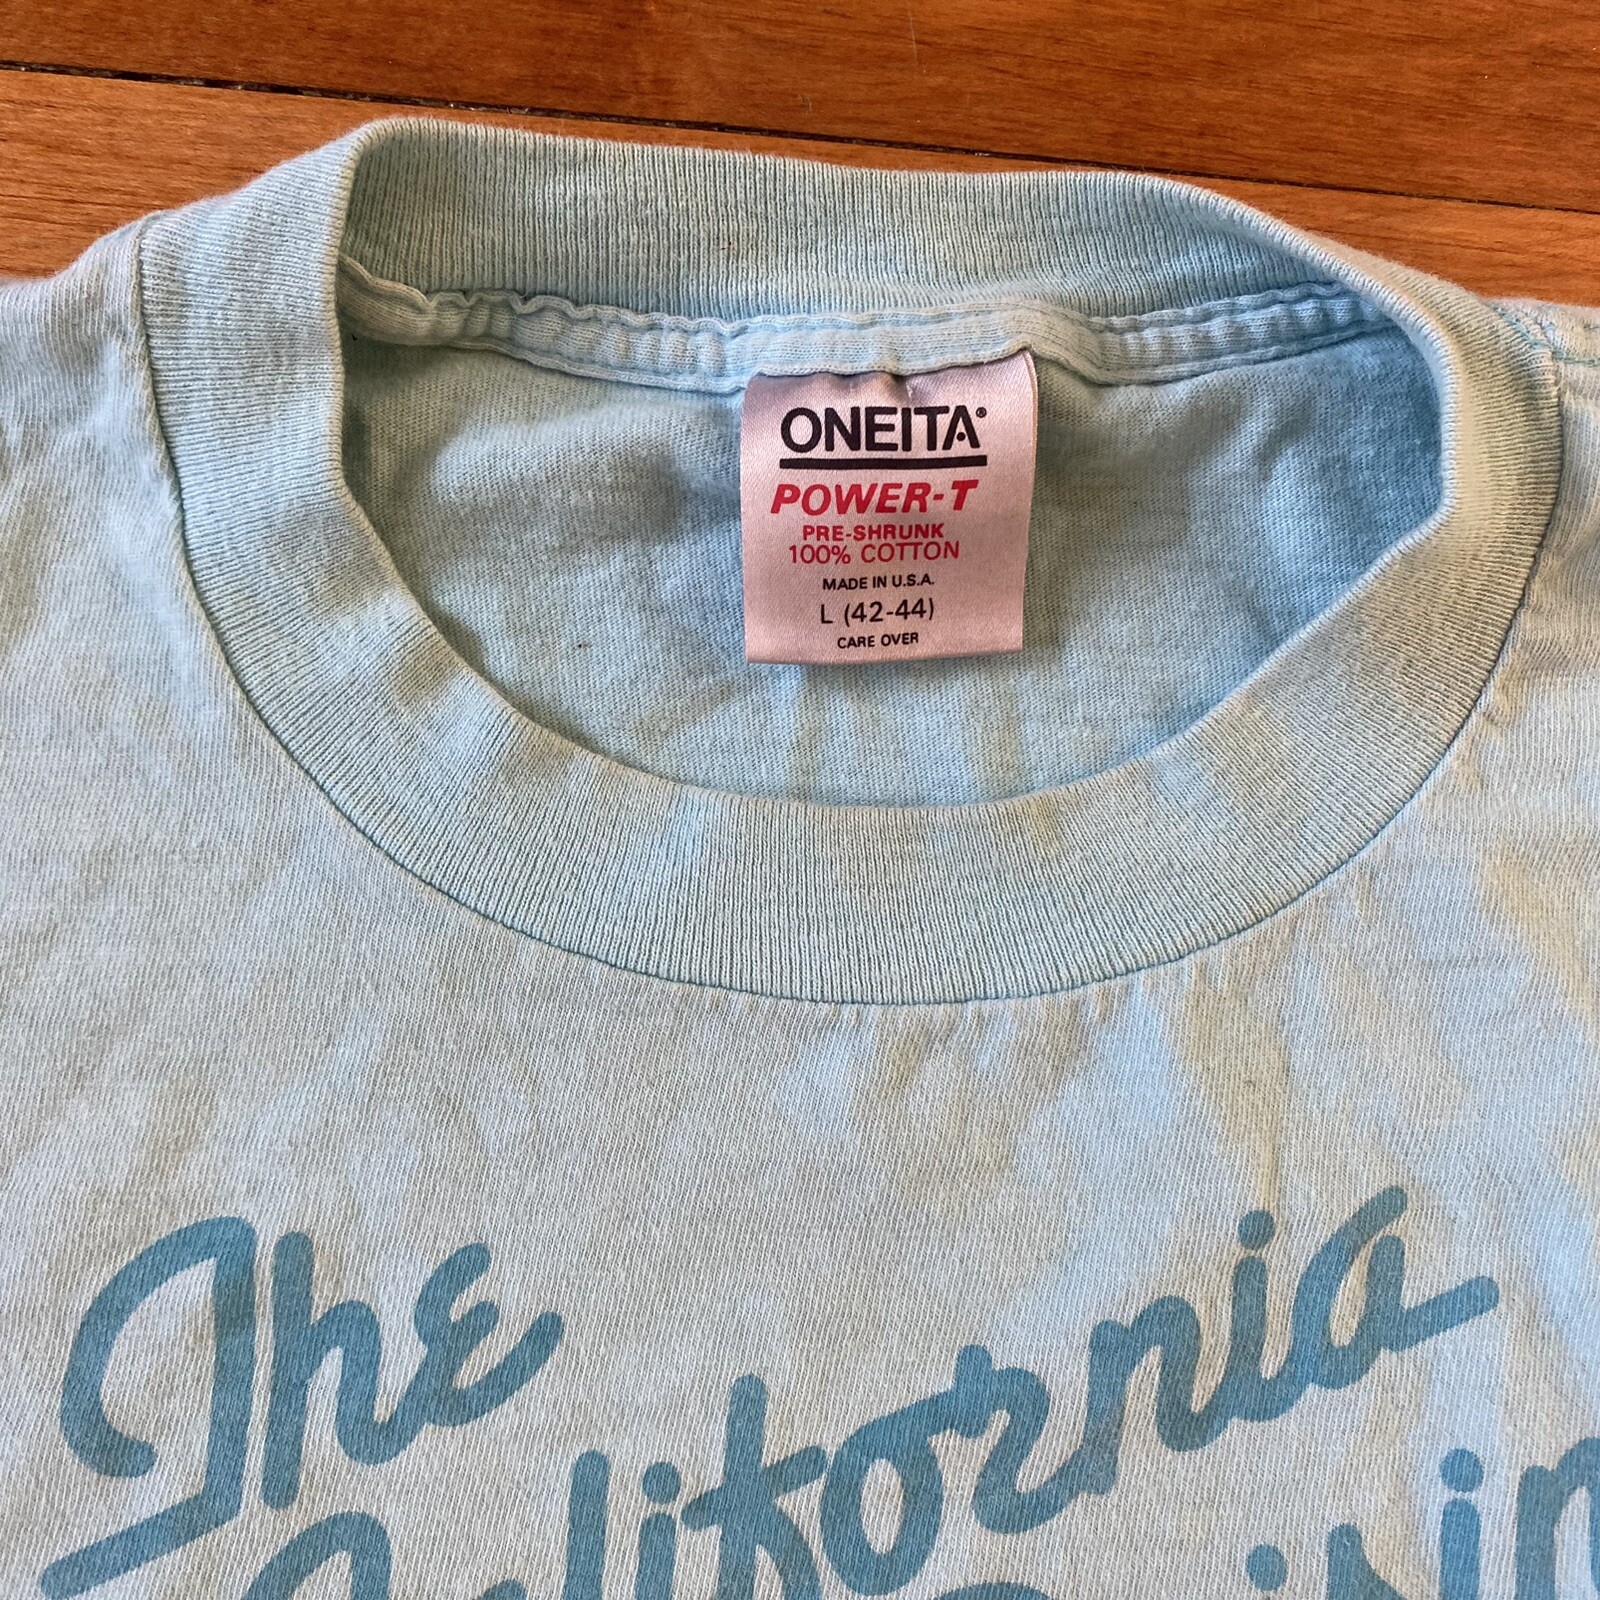 ONEITA®
POWER-T
PRE-SHRUNK
100% COTTON
MADE IN U.S.A.
L (42-44)
CARE OVER
The
California